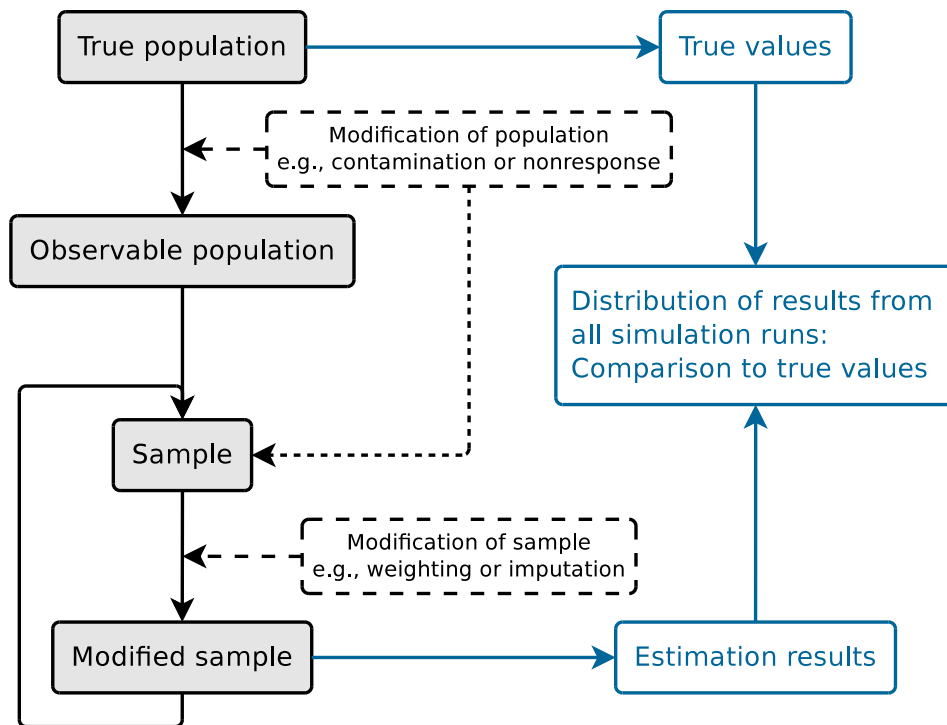 True population
True values
Modification of population
e.g., contamination or nonresponse
Observable population
Distribution of results from
all simulation runs:
Comparison to true values
Sample
Modification of sample
e.g., weighting or imputation
Modified sample
Estimation results